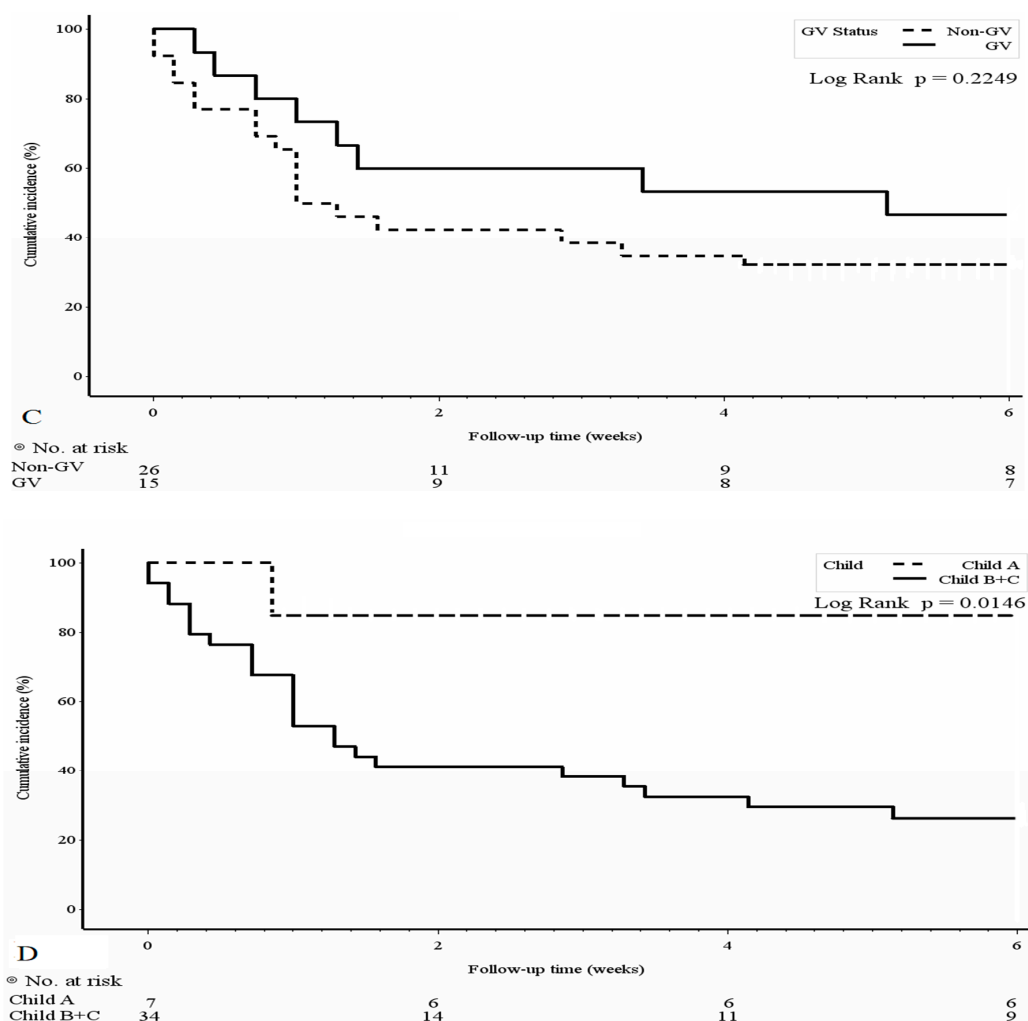 100
80
60
40
20
0
Cumulative incidence (%)
GV Status Non-GV
GV
Log Rank p = 0.2249
0 2 4 6
C
Follow-up time (weeks)
⊚ No. at risk
Non-GV 26 11 9 8
GV 15 9 8 7
100
80
60
40
20
0
Cumulative incidence (%)
Child Child A
Child B+C
Log Rank p = 0.0146
0 2 4 6
D
Follow-up time (weeks)
⊚ No. at risk
Child A 7 6 6 6
Child B+C 34 14 11 9